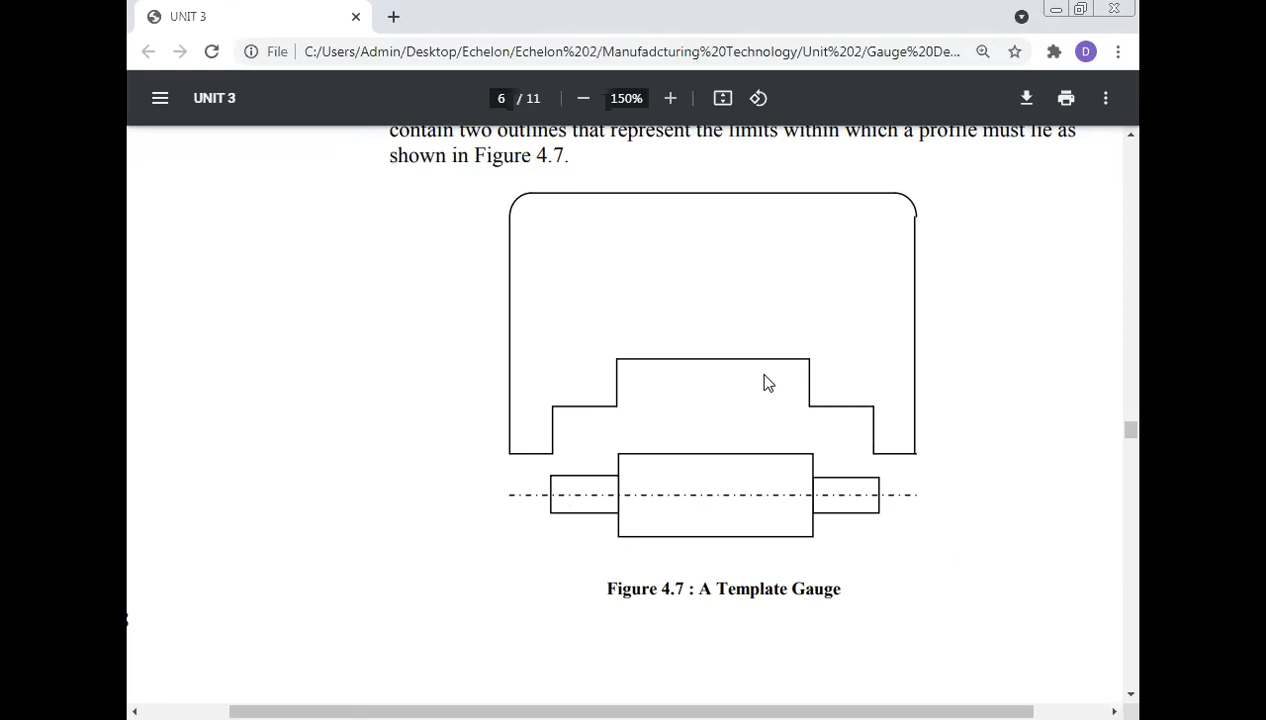 UNIT 3
File C:/Users/Admin/Desktop/Echelon/Echelon%202/Manufadcturing%20Technology/Unit%202/Gauge%20De...
D
UNIT 3
6 / 11
150%
contain two outlines that represent the limits within which a profile must lie as
shown in Figure 4.7.
Figure 4.7 : A Template Gauge